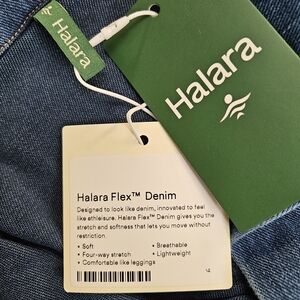 Halara
Halara
Halara Flex™ Denim
Designed to look like denim, innovated to feel
like athleisure. Halara Flex™ Denim gives you the
stretch and softness that lets you move without
restriction.
• Soft
• Breathable
• Four-way stretch
• Lightweight
• Comfortable like leggings